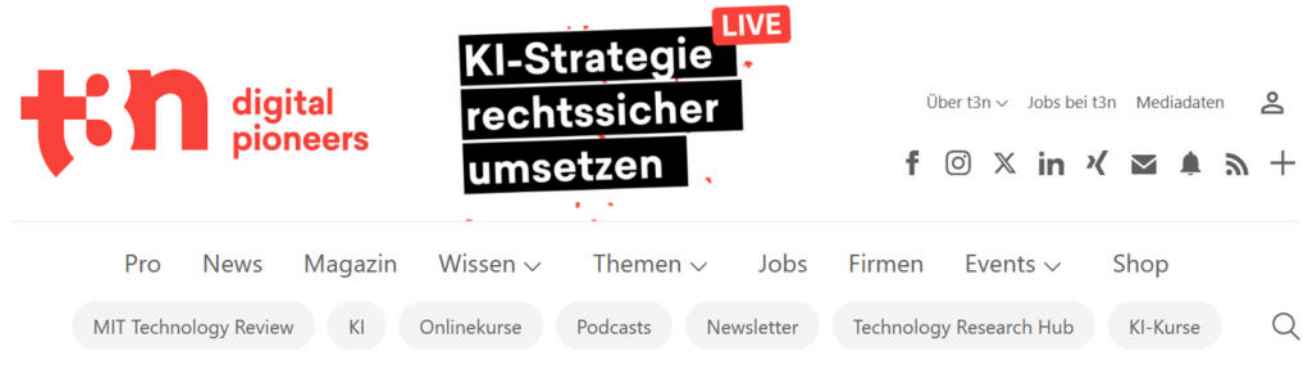 LIVE
KI-Strategie
rechtssicher
umsetzen
t3n digital
pioneers
Über t3n Jobs bei t3n Mediadaten
Pro News Magazin Wissen Themen Jobs Firmen Events Shop
MIT Technology Review KI Onlinekurse Podcasts Newsletter Technology Research Hub KI-Kurse